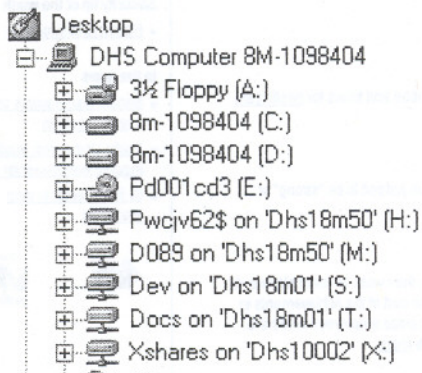 Desktop
DHS Computer 8M-1098404
3½ Floppy (A:)
8m-1098404 (C:)
8m-1098404 (D:)
Pd001cd3 (E:)
Pwcjv62$ on 'Dhs18m50' (H:)
D089 on 'Dhs18m50' (M:)
Dev on 'Dhs18m01' (S:)
Docs on 'Dhs18m01' (T:)
Xshares on 'Dhs10002' (X:)